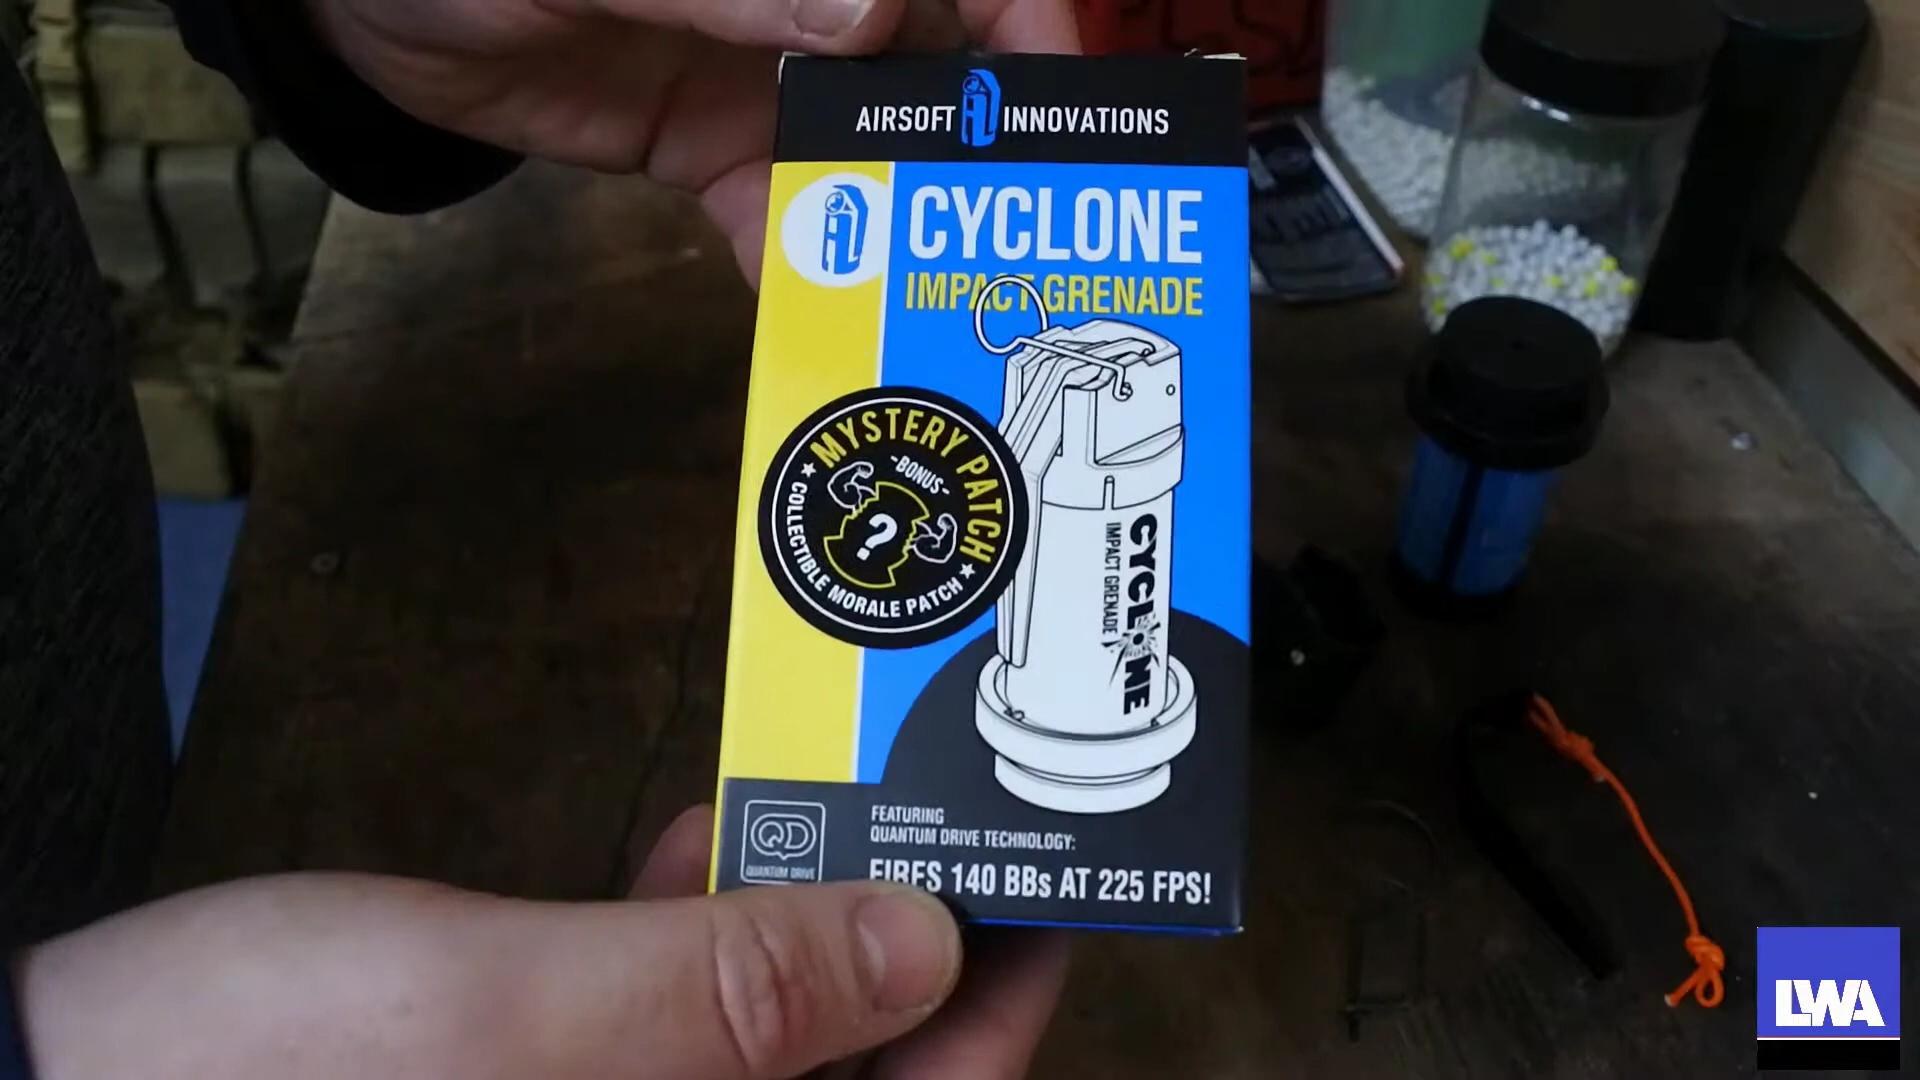 AIRSOFT INNOVATIONS
CYCLONE
IMPACT GRENADE
MYSTERY PATCH
-BONUS-
?
COLLECTIBLE MORALE PATCH
CYCLONE
IMPACT GRENADE
QD
QUANTUM DRIVE
FEATURING
QUANTUM DRIVE TECHNOLOGY:
FIRES 140 BBs AT 225 FPS!
LWA